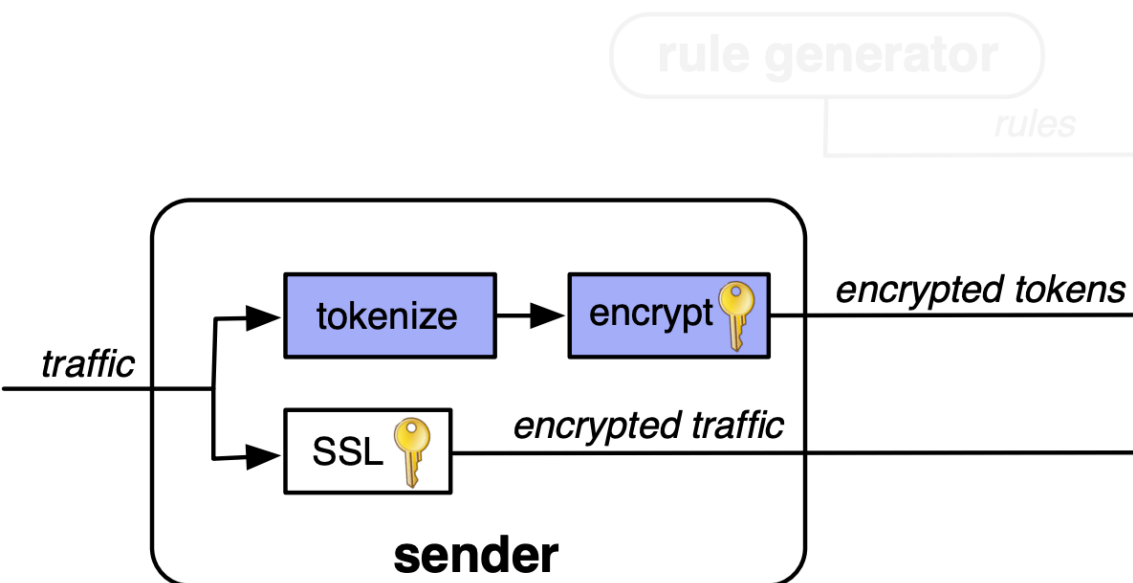 rule generator
rules
encrypted tokens
tokenize
encrypt
traffic
encrypted traffic
SSL
sender